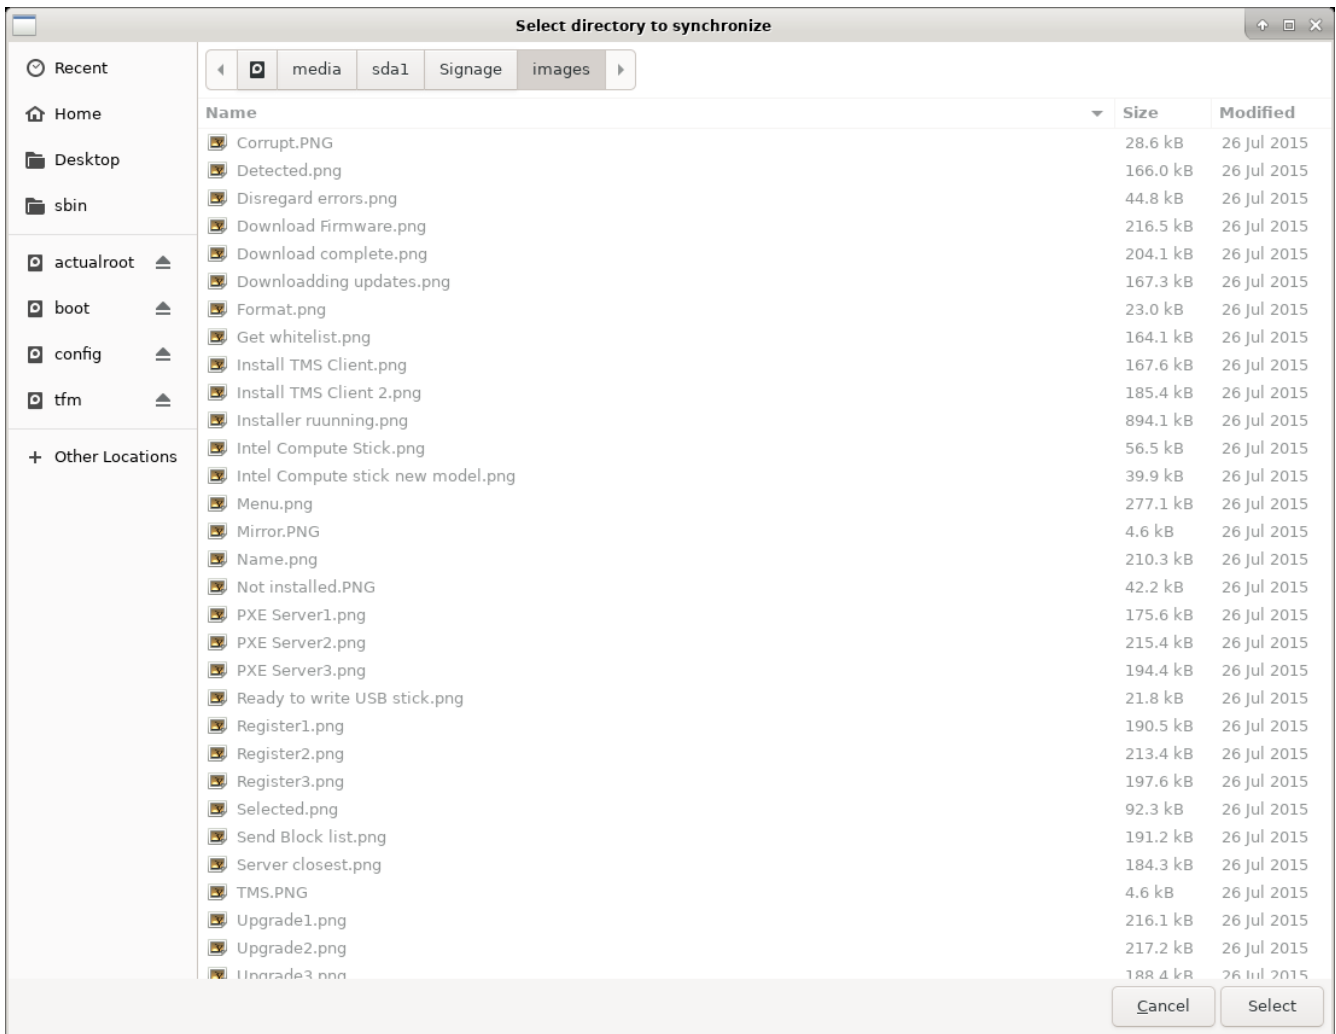 Select directory to synchronize
Recent
Home
Desktop
sbin
actualroot
boot
config
tfm
+ Other Locations
media sda1 Signage images
Name Size Modified
Corrupt.PNG 28.6 kB 26 Jul 2015
Detected.png 166.0 kB 26 Jul 2015
Disregard errors.png 44.8 kB 26 Jul 2015
Download Firmware.png 216.5 kB 26 Jul 2015
Download complete.png 204.1 kB 26 Jul 2015
Downloadding updates.png 167.3 kB 26 Jul 2015
Format.png 23.0 kB 26 Jul 2015
Get whitelist.png 164.1 kB 26 Jul 2015
Install TMS Client.png 167.6 kB 26 Jul 2015
Install TMS Client 2.png 185.4 kB 26 Jul 2015
Installer ruunning.png 894.1 kB 26 Jul 2015
Intel Compute Stick.png 56.5 kB 26 Jul 2015
Intel Compute stick new model.png 39.9 kB 26 Jul 2015
Menu.png 277.1 kB 26 Jul 2015
Mirror.PNG 4.6 kB 26 Jul 2015
Name.png 210.3 kB 26 Jul 2015
Not installed.PNG 42.2 kB 26 Jul 2015
PXE Server1.png 175.6 kB 26 Jul 2015
PXE Server2.png 215.4 kB 26 Jul 2015
PXE Server3.png 194.4 kB 26 Jul 2015
Ready to write USB stick.png 21.8 kB 26 Jul 2015
Register1.png 190.5 kB 26 Jul 2015
Register2.png 213.4 kB 26 Jul 2015
Register3.png 197.6 kB 26 Jul 2015
Selected.png 92.3 kB 26 Jul 2015
Send Block list.png 191.2 kB 26 Jul 2015
Server closest.png 184.3 kB 26 Jul 2015
TMS.PNG 4.6 kB 26 Jul 2015
Upgrade1.png 216.1 kB 26 Jul 2015
Upgrade2.png 217.2 kB 26 Jul 2015
Upgrade3.png 188.4 kB 26 Jul 2015
Cancel Select